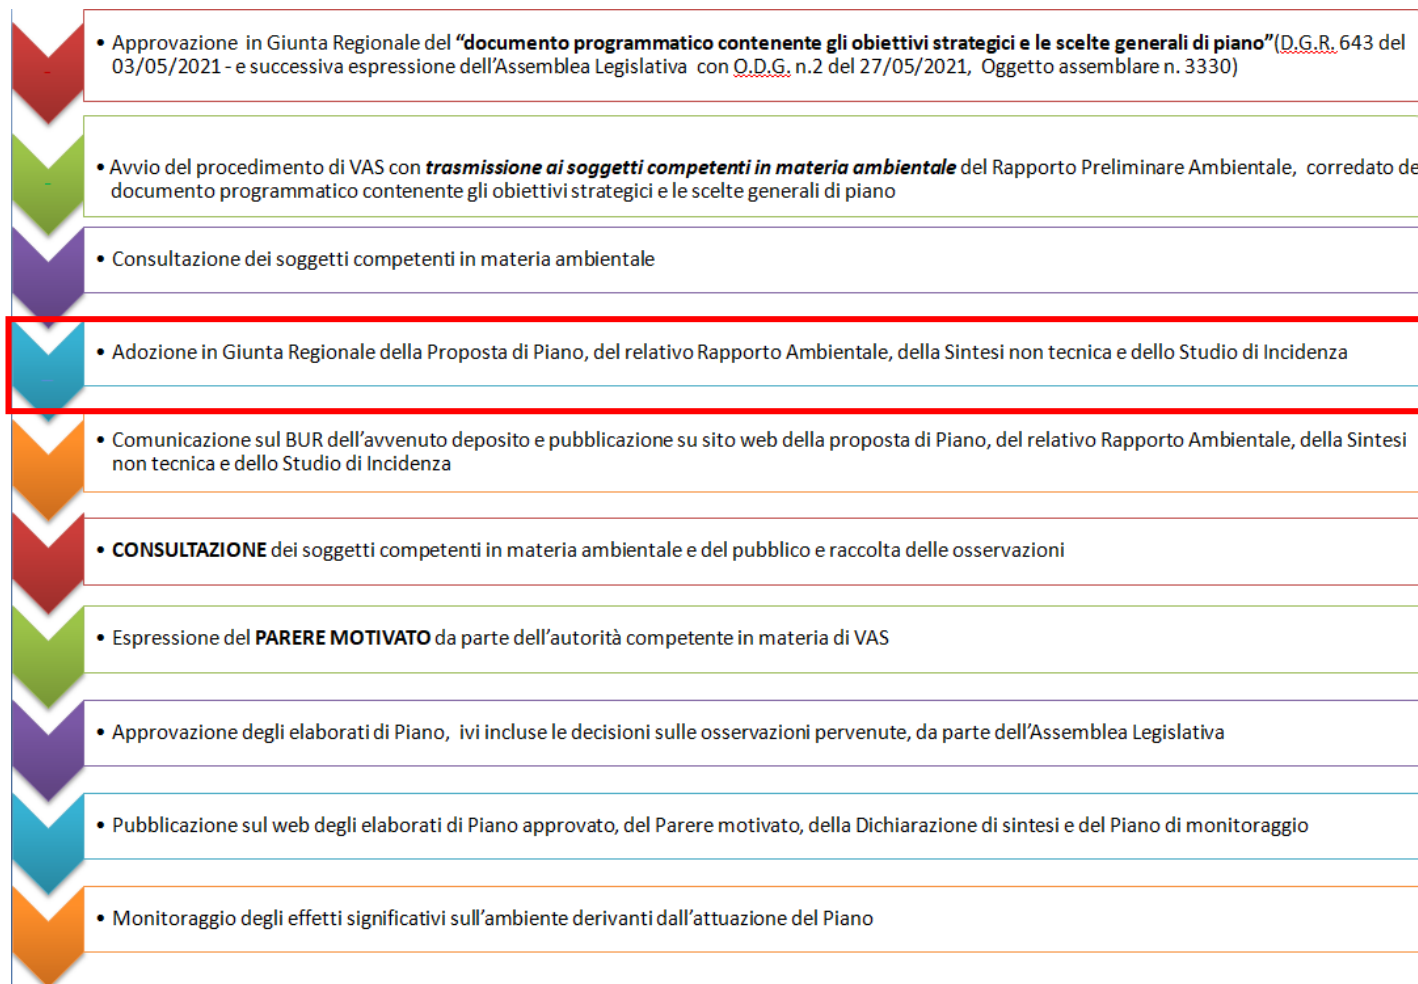 • Approvazione in Giunta Regionale del “documento programmatico contenente gli obiettivi strategici e le scelte generali di piano”(D.G.R. 643 del
03/05/2021 - e successiva espressione dell’Assemblea Legislativa con O.D.G. n.2 del 27/05/2021, Oggetto assemblare n. 3330)
• Avvio del procedimento di VAS con trasmissione ai soggetti competenti in materia ambientale del Rapporto Preliminare Ambientale, corredato de
documento programmatico contenente gli obiettivi strategici e le scelte generali di piano
• Consultazione dei soggetti competenti in materia ambientale
• Adozione in Giunta Regionale della Proposta di Piano, del relativo Rapporto Ambientale, della Sintesi non tecnica e dello Studio di Incidenza
• Comunicazione sul BUR dell’avvenuto deposito e pubblicazione su sito web della proposta di Piano, del relativo Rapporto Ambientale, della Sintesi
non tecnica e dello Studio di Incidenza
• CONSULTAZIONE dei soggetti competenti in materia ambientale e del pubblico e raccolta delle osservazioni
• Espressione del PARERE MOTIVATO da parte dell’autorità competente in materia di VAS
• Approvazione degli elaborati di Piano, ivi incluse le decisioni sulle osservazioni pervenute, da parte dell’Assemblea Legislativa
• Pubblicazione sul web degli elaborati di Piano approvato, del Parere motivato, della Dichiarazione di sintesi e del Piano di monitoraggio
• Monitoraggio degli effetti significativi sull’ambiente derivanti dall’attuazione del Piano